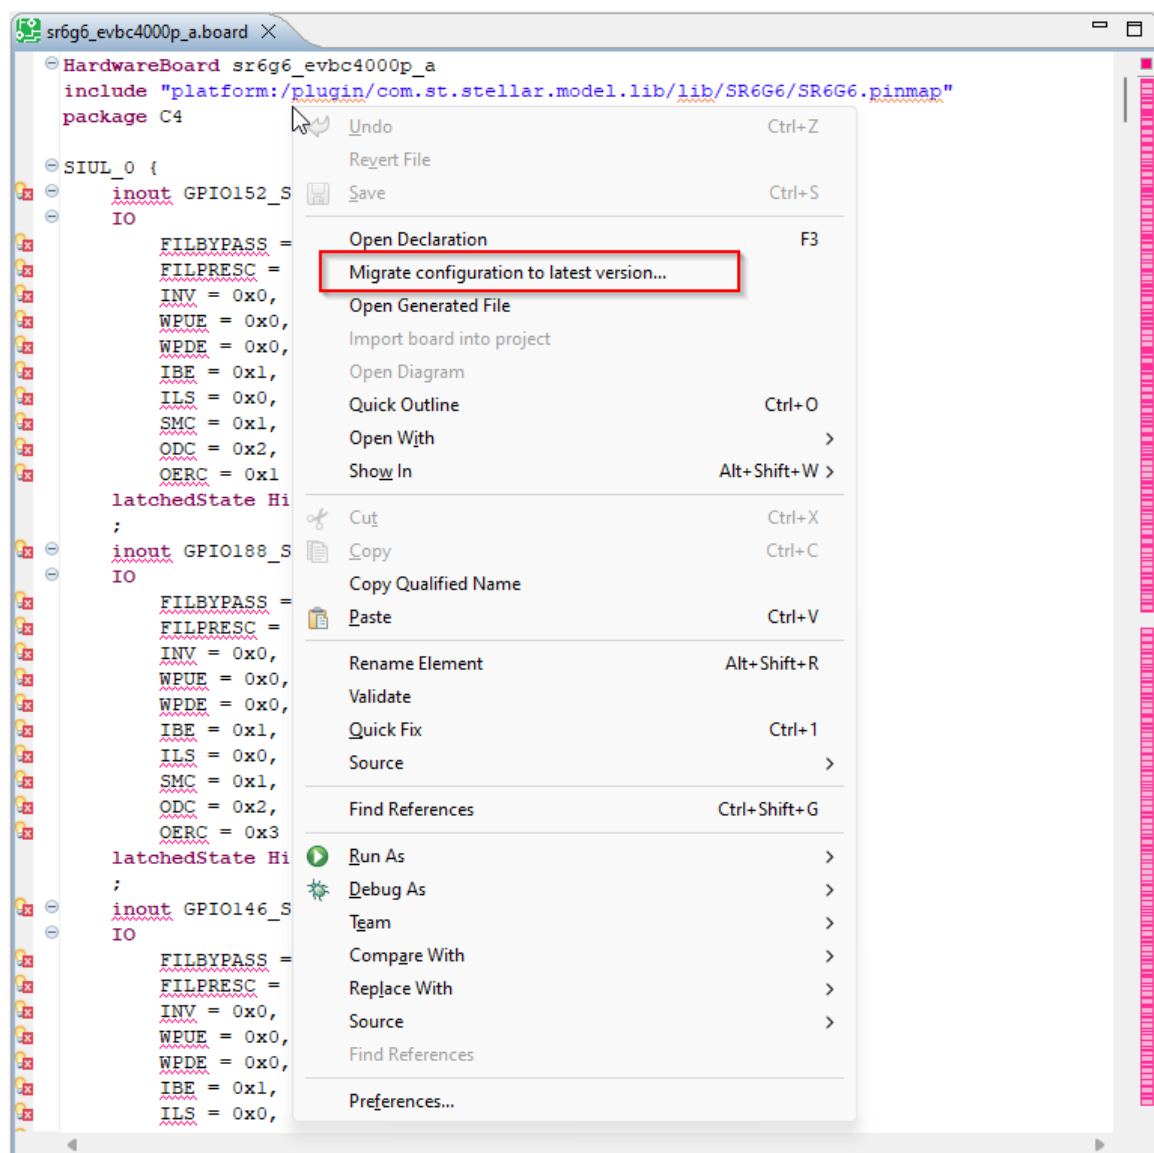 sr6g6_evbc4000p_a.board
HardwareBoard sr6g6_evbc4000p_a
include "platform:/plugin/com.st.stellar.model.lib/lib/SR6G6/SR6G6.pinmap"
package C4
Undo Ctrl+Z
Revert File
SIUL_0 {
inout GPIO152_S
Save Ctrl+S
IO
FILBYPASS =
Open Declaration F3
FILPRESC =
Migrate configuration to latest version...
INV = 0x0,
Open Generated File
WPUE = 0x0,
WPDE = 0x0,
Import board into project
IBE = 0x1,
Open Diagram
ILS = 0x0,
Quick Outline Ctrl+O
SMC = 0x1,
Open With
ODC = 0x2,
OERC = 0x1
Show In Alt+Shift+W
latchedState Hi
;
Cut Ctrl+X
inout GPIO188_S
Copy Ctrl+C
IO
Copy Qualified Name
FILBYPASS =
Paste Ctrl+V
FILPRESC =
INV = 0x0,
Rename Element Alt+Shift+R
WPUE = 0x0,
Validate
WPDE = 0x0,
IBE = 0x1,
Quick Fix Ctrl+1
ILS = 0x0,
Source
SMC = 0x1,
ODC = 0x2,
Find References Ctrl+Shift+G
OERC = 0x3
latchedState Hi
Run As
;
Debug As
inout GPIO146_S
Team
IO
FILBYPASS =
Compare With
FILPRESC =
Replace With
INV = 0x0,
Source
WPUE = 0x0,
Find References
WPDE = 0x0,
IBE = 0x1,
Preferences...
ILS = 0x0,